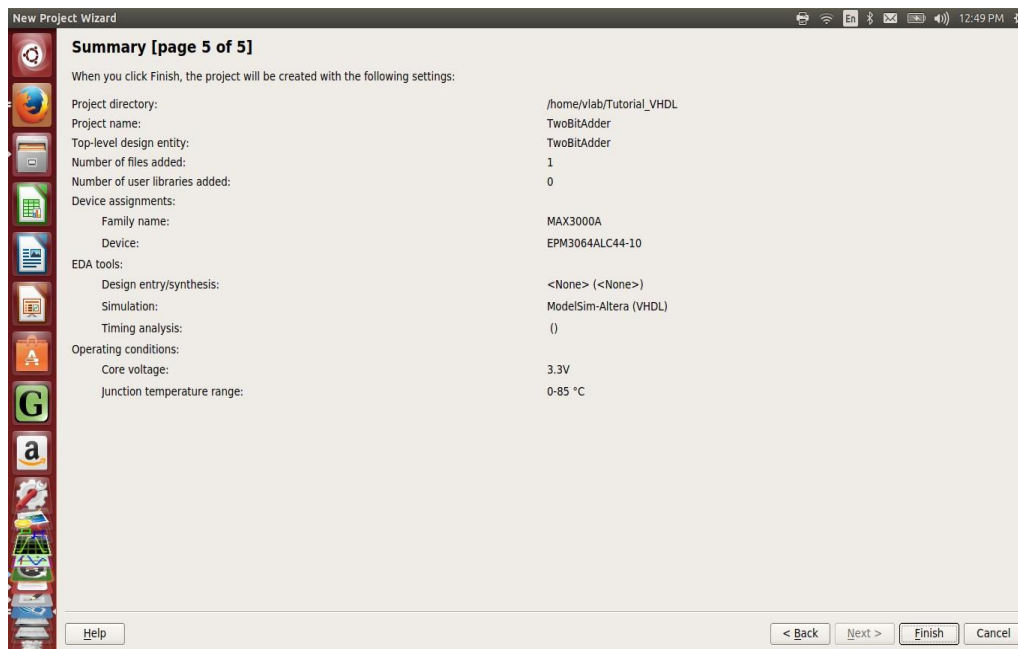 New Project Wizard
En
12:49 PM
Summary [page 5 of 5]
When you click Finish, the project will be created with the following settings:
Project directory: /home/vlab/Tutorial_VHDL
Project name: TwoBitAdder
Top-level design entity: TwoBitAdder
Number of files added: 1
Number of user libraries added: 0
Device assignments:
Family name: MAX3000A
Device: EPM3064ALC44-10
EDA tools:
Design entry/synthesis: <None> (<None>)
Simulation: ModelSim-Altera (VHDL)
Timing analysis: ()
Operating conditions:
Core voltage: 3.3V
Junction temperature range: 0-85 °C
A
G
a
Help
< Back
Next >
Finish
Cancel